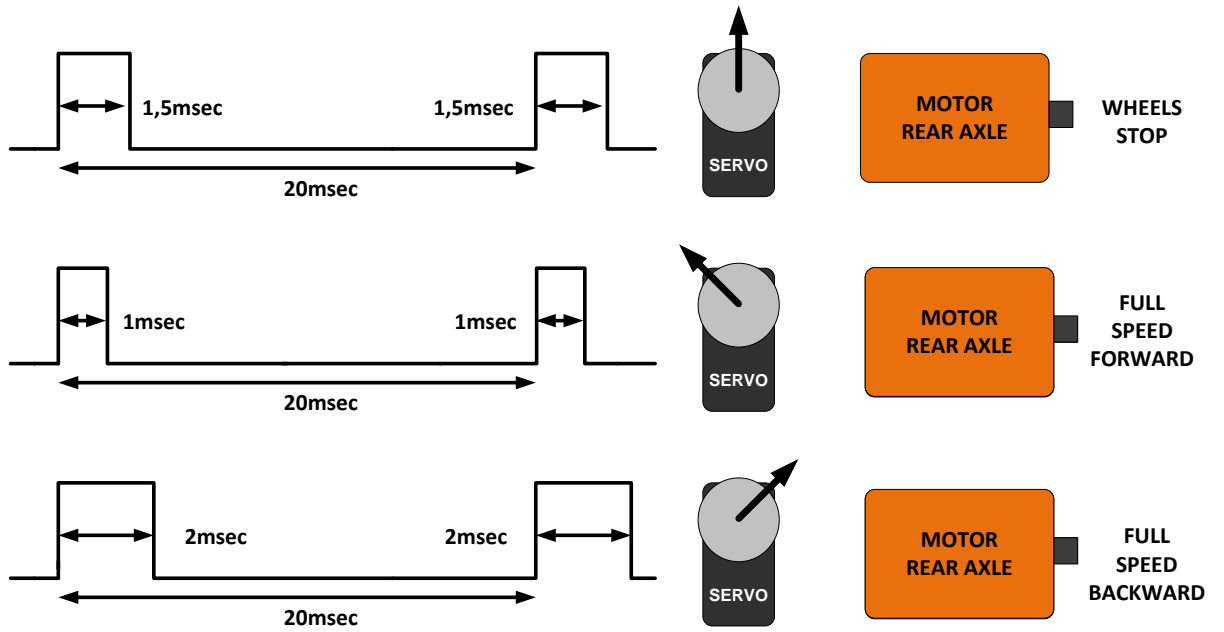 1,5msec
1,5msec
20msec
SERVO
MOTOR
REAR AXLE
WHEELS
STOP
1msec
1msec
20msec
SERVO
MOTOR
REAR AXLE
FULL
SPEED
FORWARD
2msec
2msec
20msec
SERVO
MOTOR
REAR AXLE
FULL
SPEED
BACKWARD